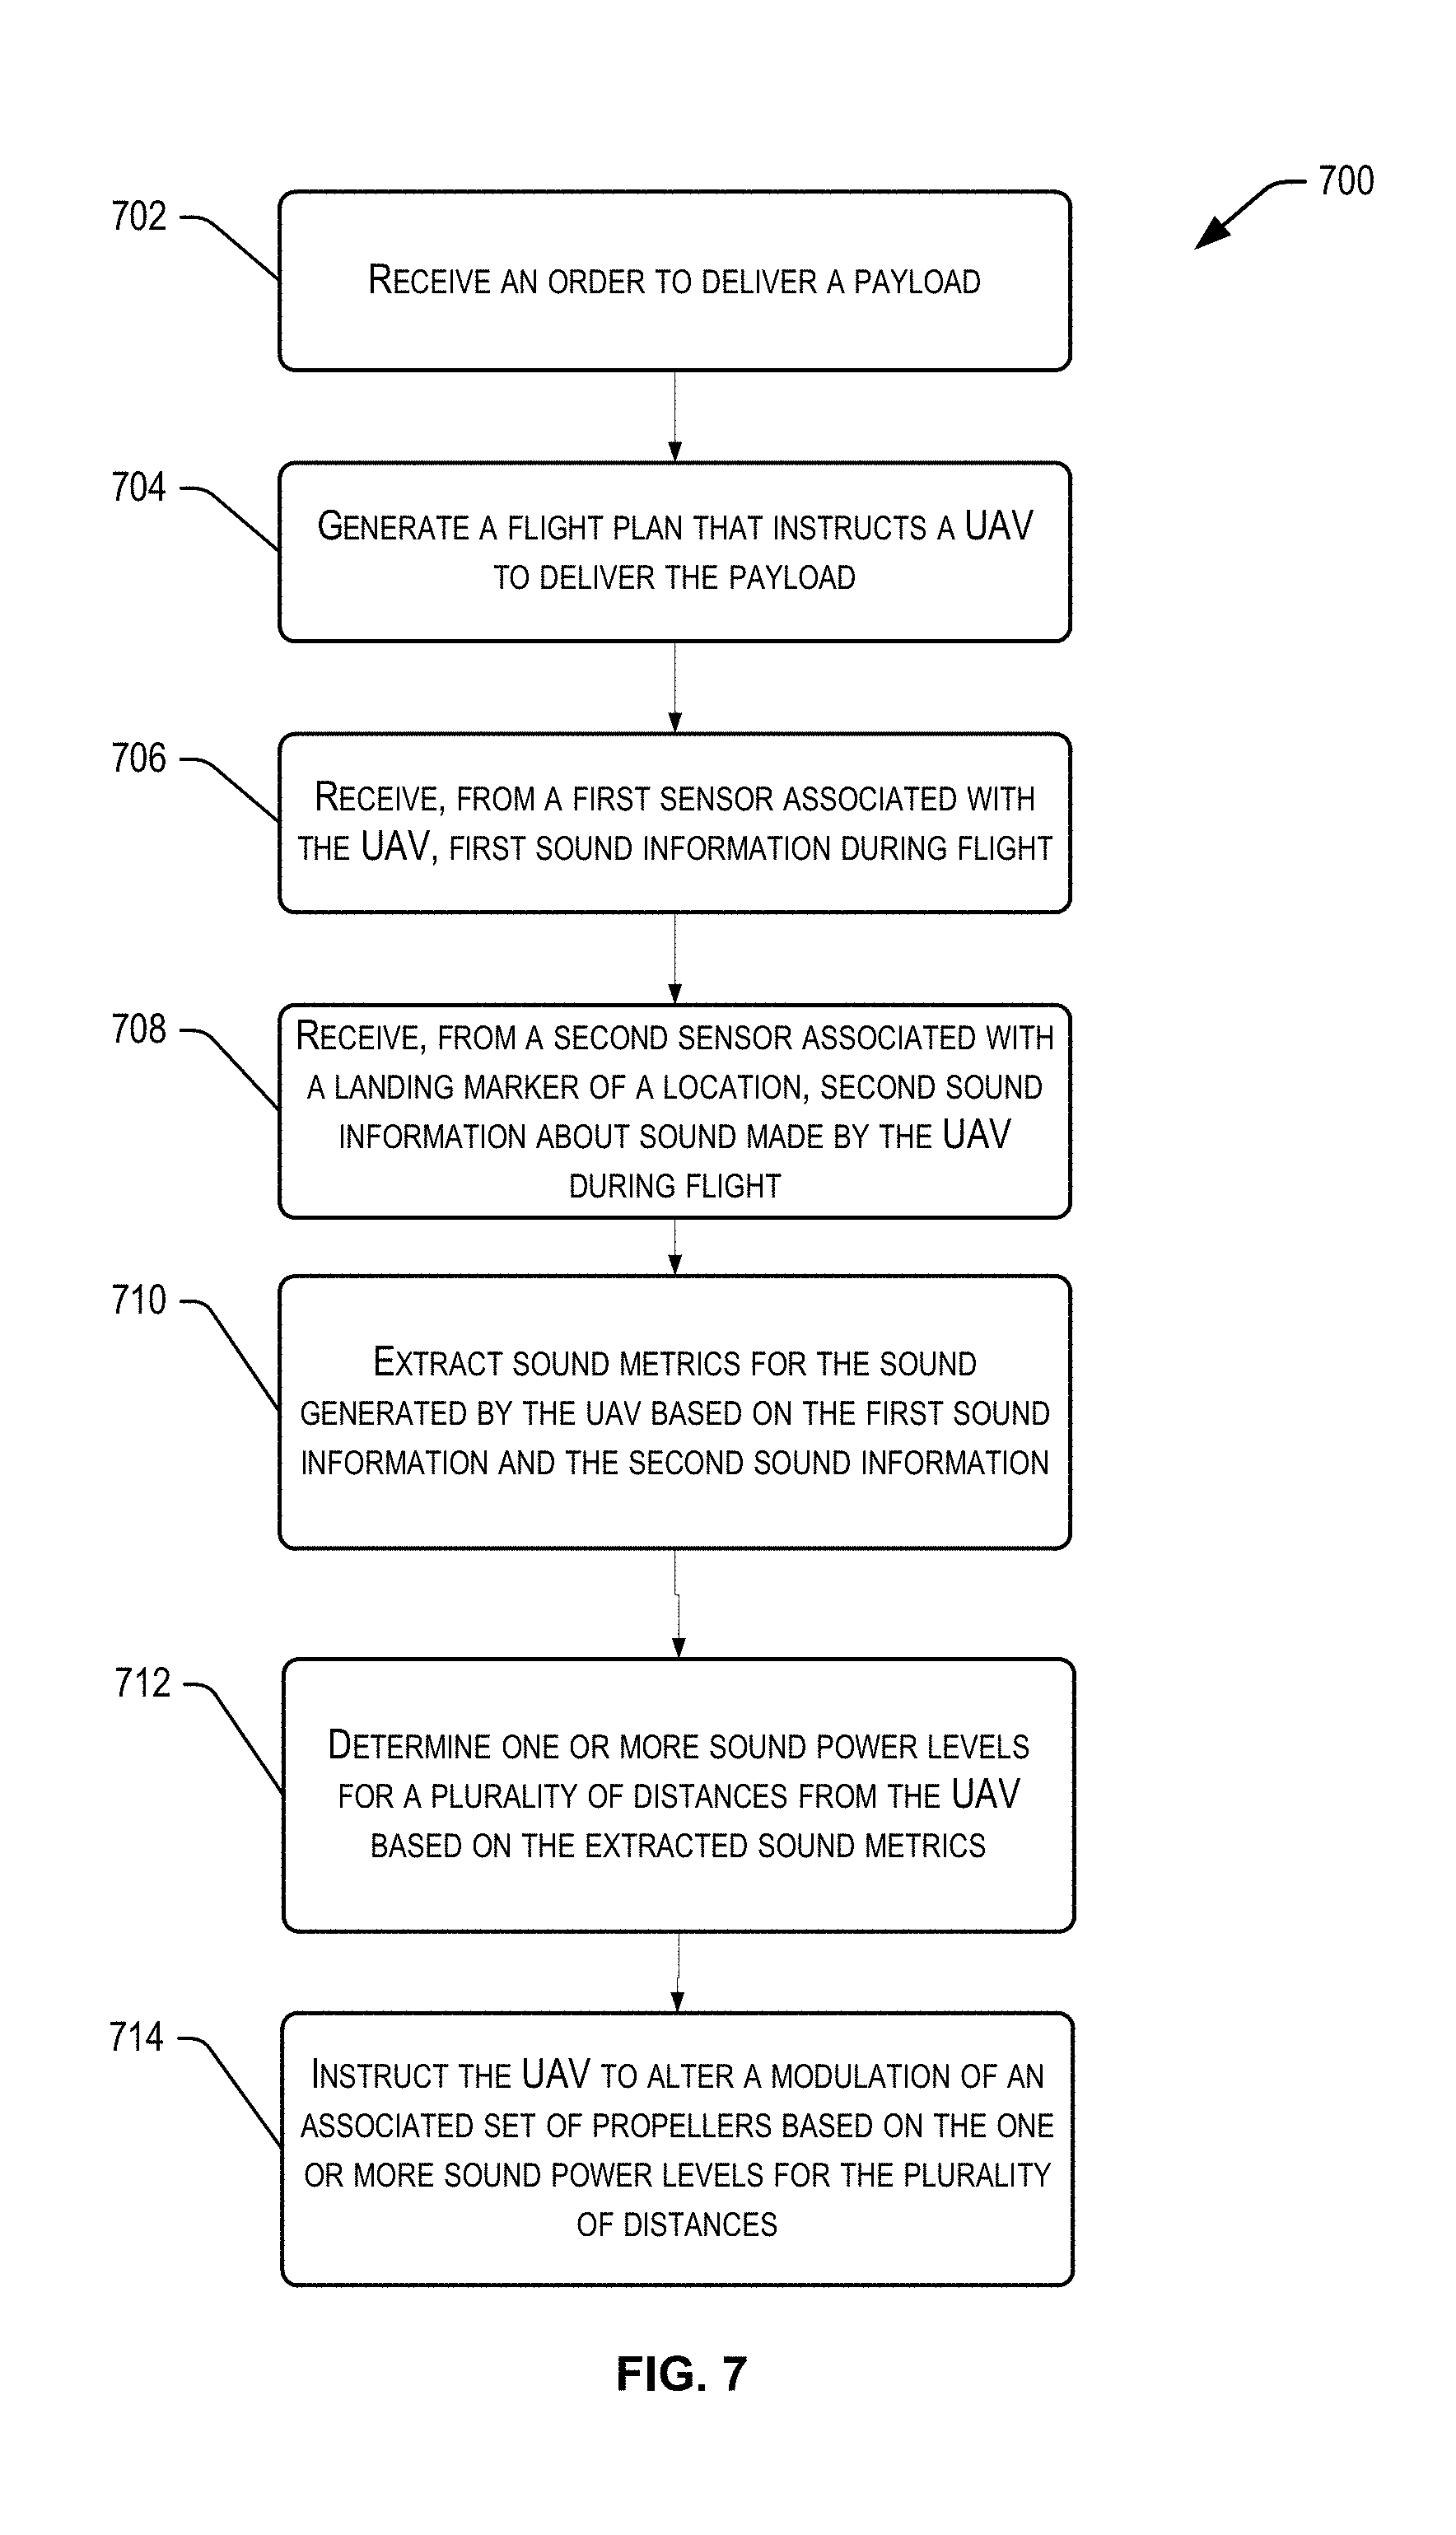 700
702
RECEIVE AN ORDER TO DELIVER A PAYLOAD
704
GENERATE A FLIGHT PLAN THAT INSTRUCTS A UAV
TO DELIVER THE PAYLOAD
706
RECEIVE, FROM A FIRST SENSOR ASSOCIATED WITH
THE UAV, FIRST SOUND INFORMATION DURING FLIGHT
708
RECEIVE, FROM A SECOND SENSOR ASSOCIATED WITH
A LANDING MARKER OF A LOCATION, SECOND SOUND
INFORMATION ABOUT SOUND MADE BY THE UAV
DURING FLIGHT
710
EXTRACT SOUND METRICS FOR THE SOUND
GENERATED BY THE UAV BASED ON THE FIRST SOUND
INFORMATION AND THE SECOND SOUND INFORMATION
712
DETERMINE ONE OR MORE SOUND POWER LEVELS
FOR A PLURALITY OF DISTANCES FROM THE UAV
BASED ON THE EXTRACTED SOUND METRICS
714
INSTRUCT THE UAV TO ALTER A MODULATION OF AN
ASSOCIATED SET OF PROPELLERS BASED ON THE ONE
OR MORE SOUND POWER LEVELS FOR THE PLURALITY
OF DISTANCES
FIG. 7